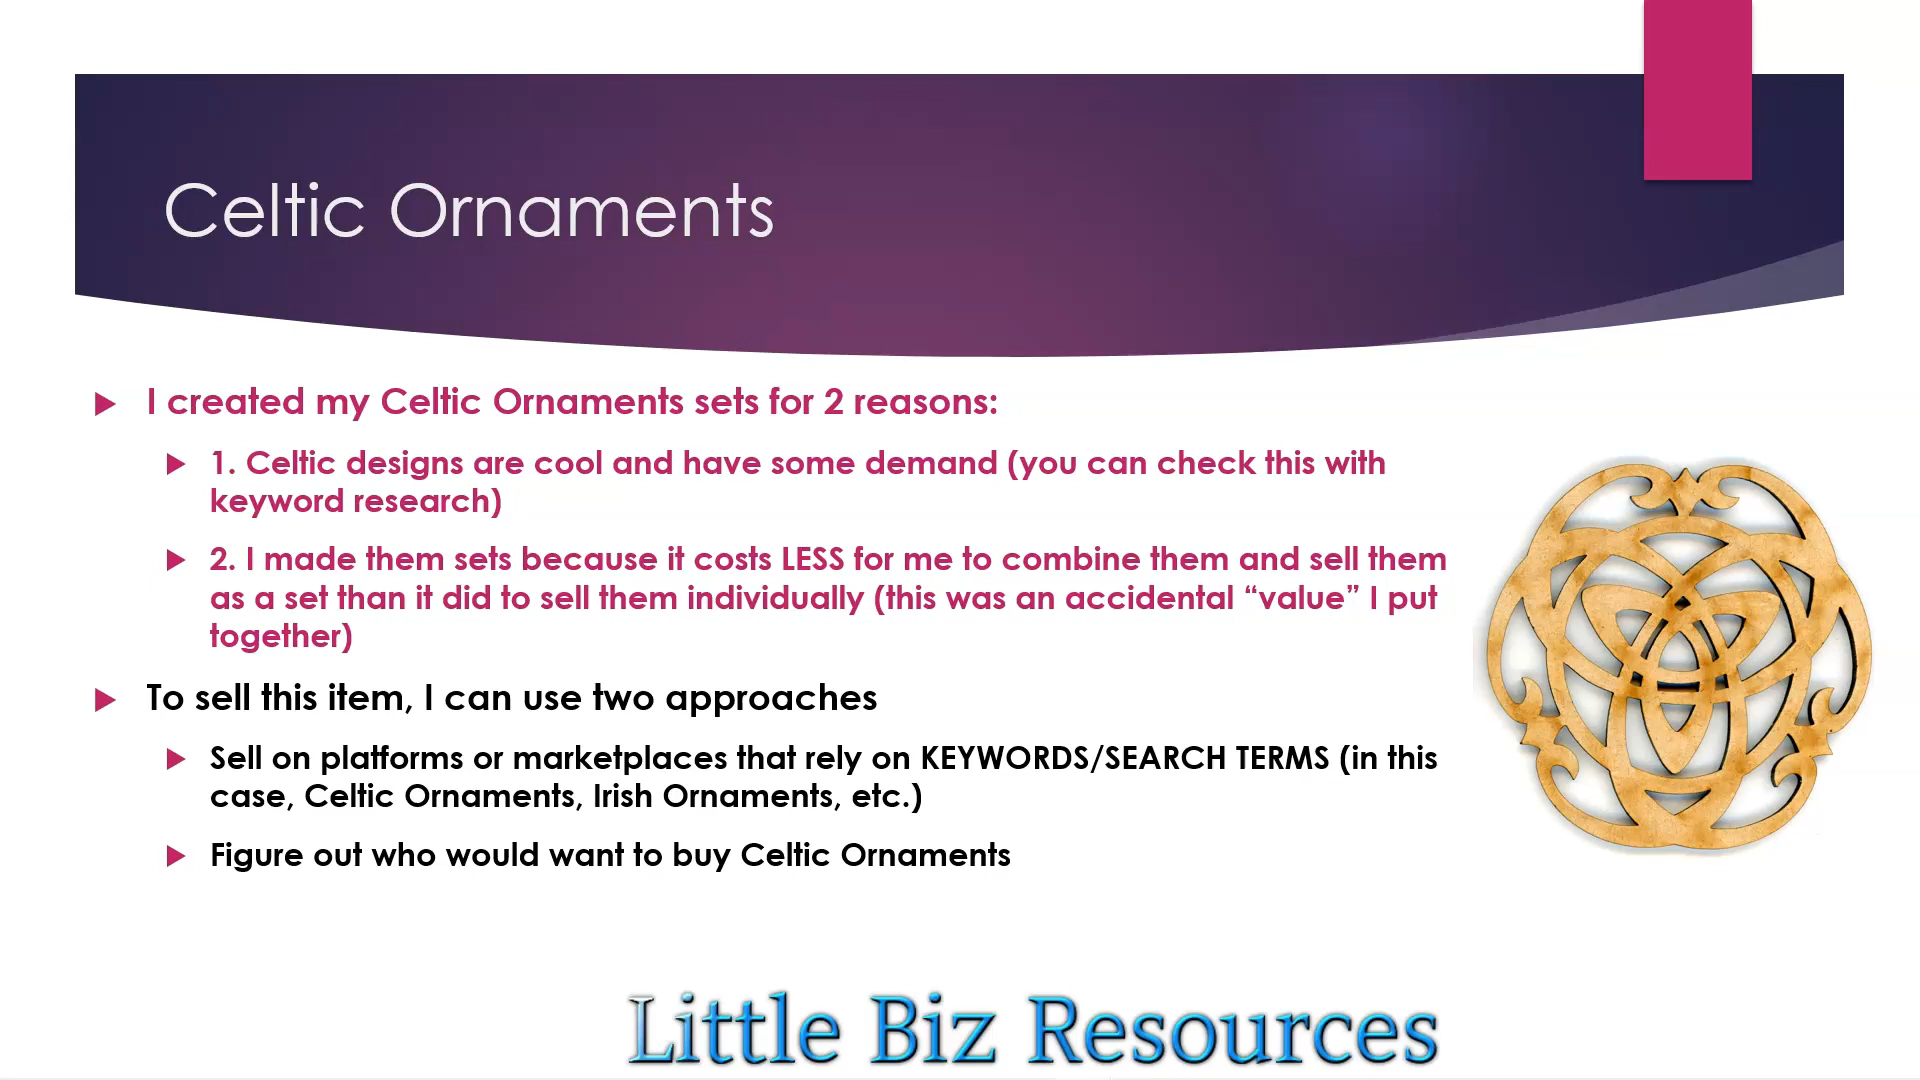 Celtic Ornaments
I created my Celtic Ornaments sets for 2 reasons:
1. Celtic designs are cool and have some demand (you can check this with
keyword research)
2. I made them sets because it costs LESS for me to combine them and sell them
as a set than it did to sell them individually (this was an accidental “value” I put
together)
To sell this item, I can use two approaches
Sell on platforms or marketplaces that rely on KEYWORDS/SEARCH TERMS (in this
case, Celtic Ornaments, Irish Ornaments, etc.)
Figure out who would want to buy Celtic Ornaments
Little Biz Resources